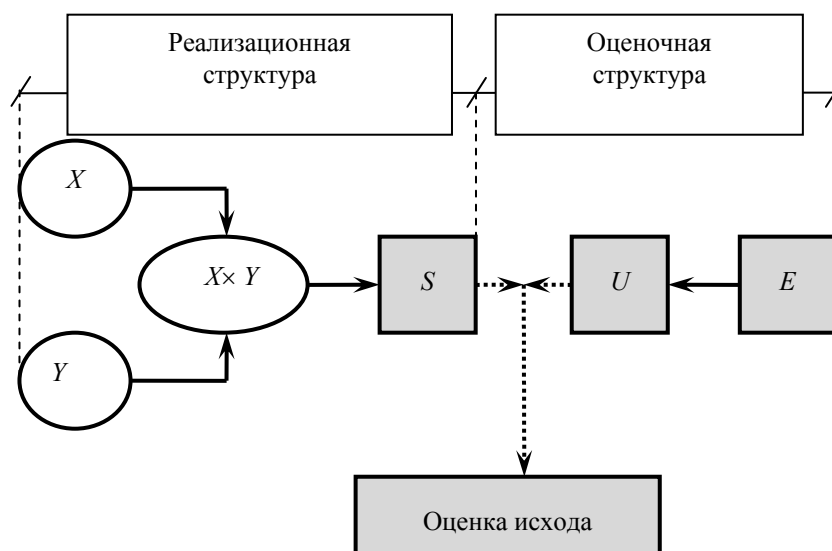 Реализационная
структура
Оценочная
структура
X
X× Y
S
U
E
Y
Оценка исхода